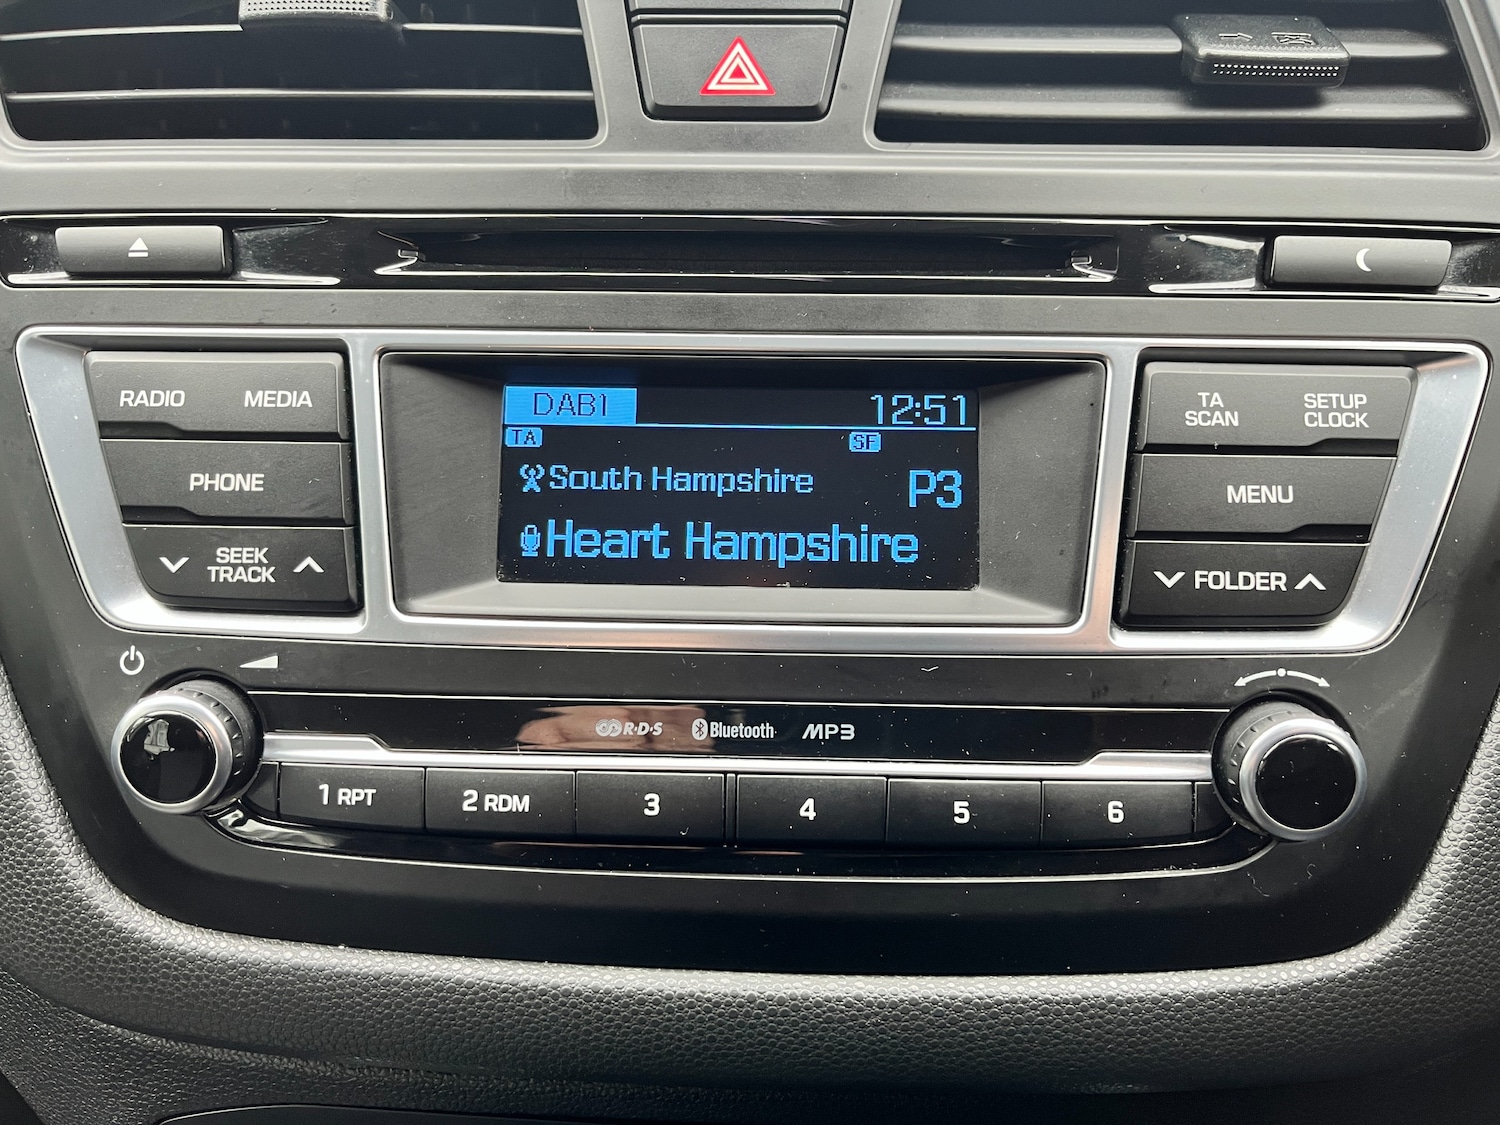 RADIO MEDIA
PHONE
SEEK
TRACK
DAB1 12:51
TA SF
South Hampshire P3
Heart Hampshire
TA
SCAN
SETUP
CLOCK
MENU
FOLDER
R·D·S Bluetooth MP3
1 RPT 2 RDM 3 4 5 6